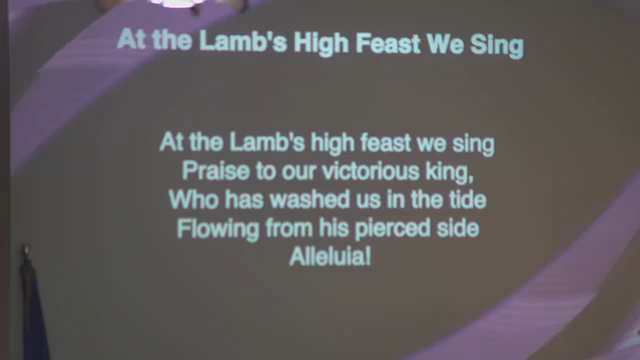 At the Lamb's High Feast We Sing
At the Lamb's high feast we sing
Praise to our victorious king,
Who has washed us in the tide
Flowing from his pierced side
Alleluia!